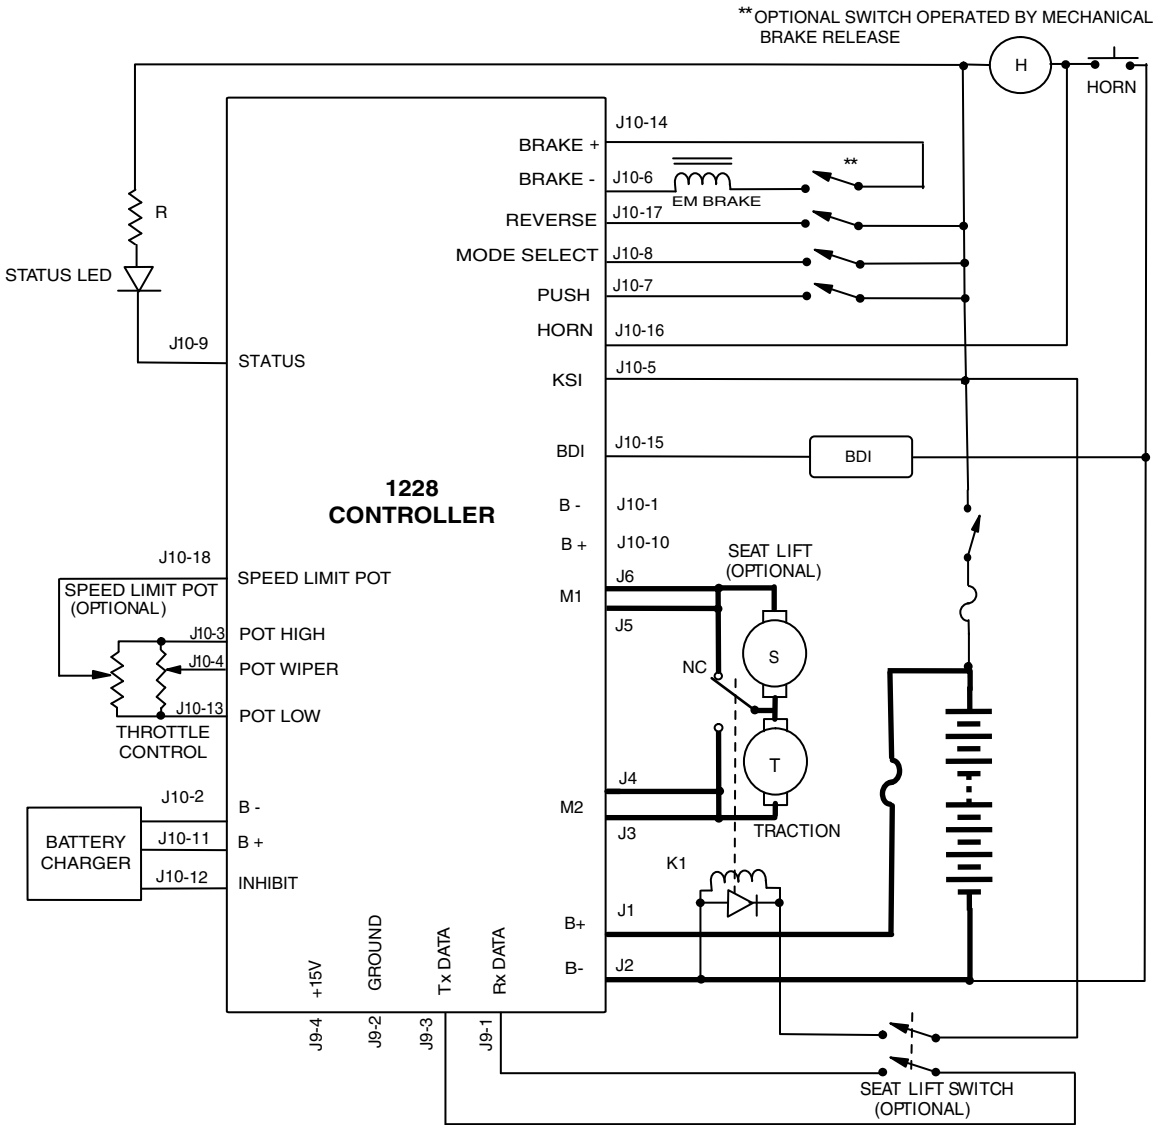 **OPTIONAL SWITCH OPERATED BY MECHANICAL
BRAKE RELEASE
H
HORN
J10-14
BRAKE +
**
BRAKE -
J10-6
EM BRAKE
R
REVERSE
J10-17
MODE SELECT
J10-8
STATUS LED
PUSH
J10-7
HORN
J10-16
J10-9
STATUS
KSI
J10-5
BDI
J10-15
BDI
1228
CONTROLLER
B -
J10-1
B +
J10-10
SEAT LIFT
(OPTIONAL)
J10-18
SPEED LIMIT POT
J6
SPEED LIMIT POT
(OPTIONAL)
M1
J5
J10-3
POT HIGH
S
J10-4
POT WIPER
NC
J10-13
POT LOW
THROTTLE
CONTROL
T
J4
J10-2
B -
M2
J3
TRACTION
BATTERY
CHARGER
J10-11
B +
K1
J10-12
INHIBIT
J1
B+
J2
B-
+15V
GROUND
Tx DATA
Rx DATA
J9-4
J9-2
J9-3
J9-1
SEAT LIFT SWITCH
(OPTIONAL)